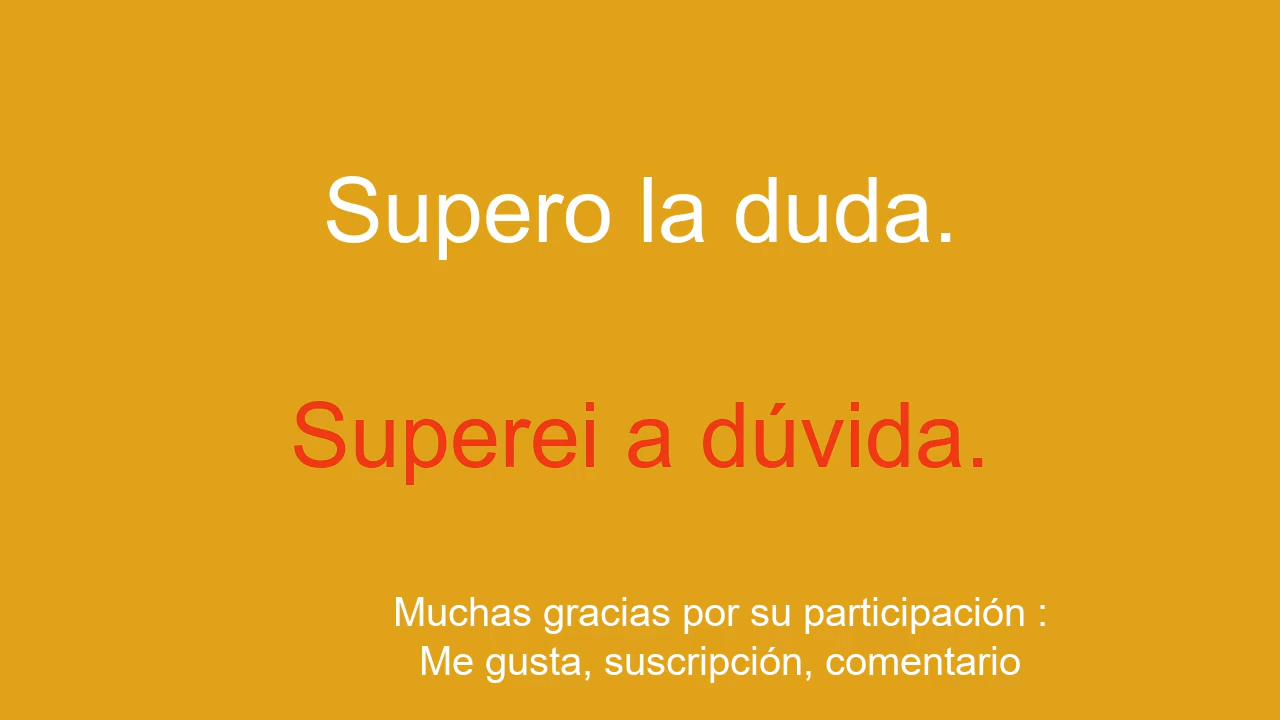 Supero la duda.
Superei a dúvida.
Muchas gracias por su participación :
Me gusta, suscripción, comentario